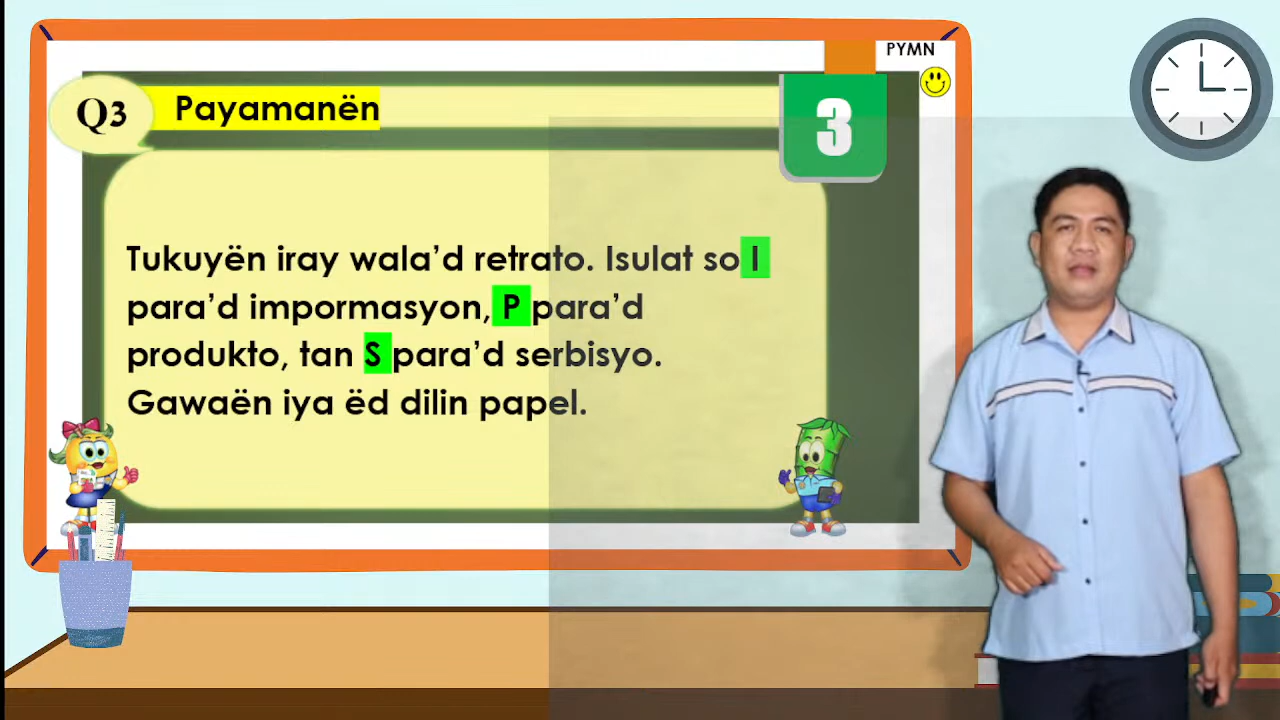 PYMN
Q3 Payamanën
3
Tukuyën iray wala’d retrato. Isulat so I
para’d impormasyon, P para’d
produkto, tan S para’d serbisyo.
Gawaën iya ëd dilin papel.